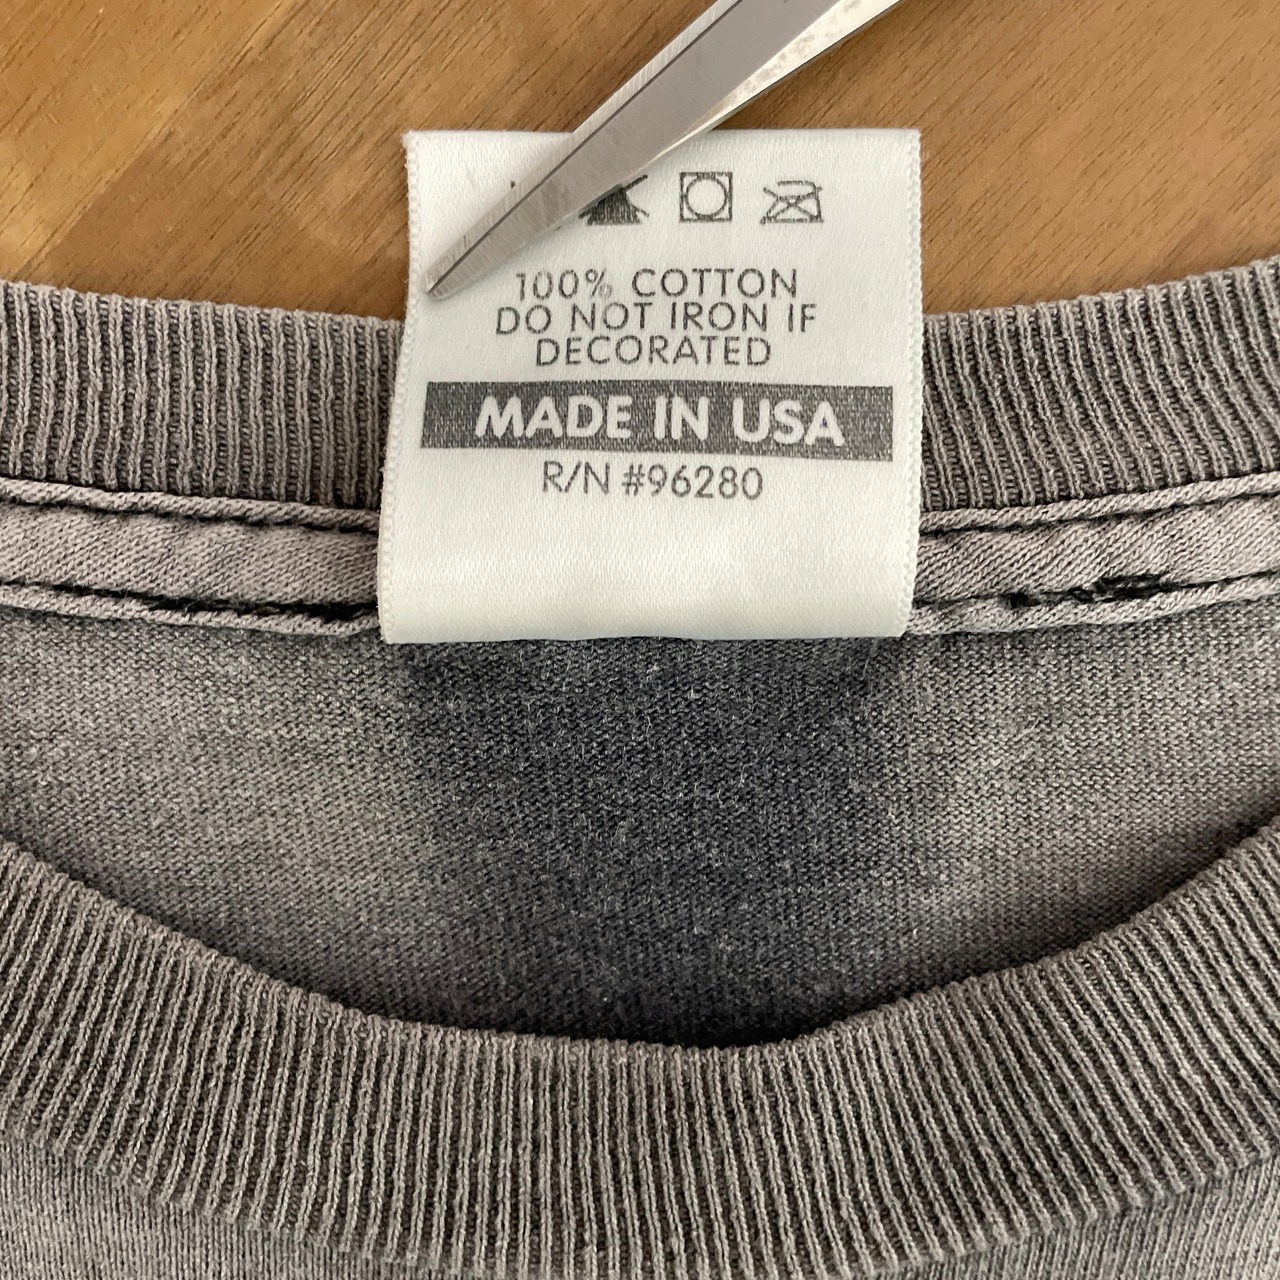 100% COTTON
DO NOT IRON IF
DECORATED
MADE IN USA
R/N #96280